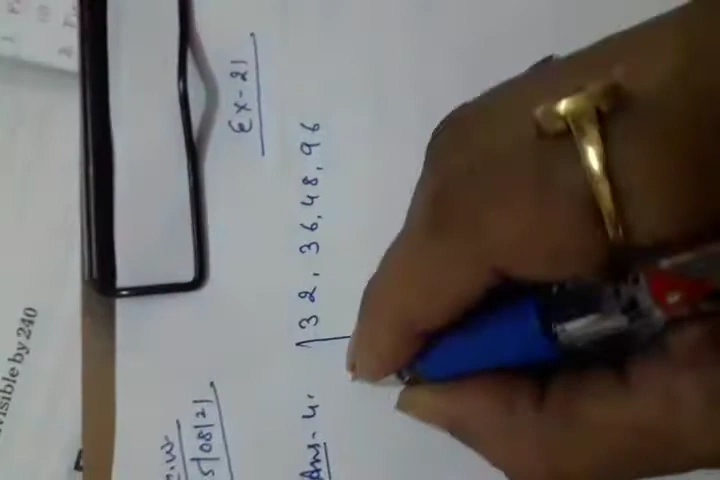 C.W
5/08/21
Ex-21
Ans-4. 32, 36, 48, 96
visible by 240